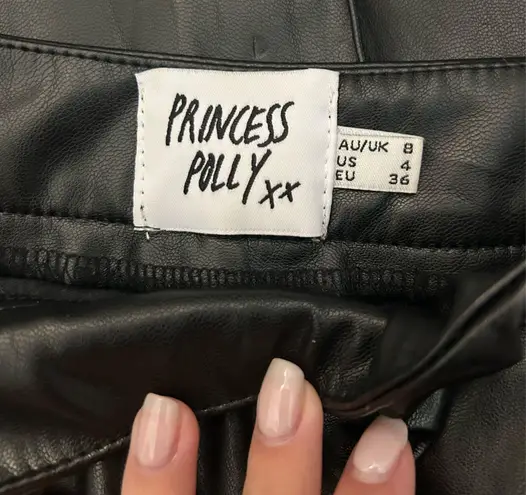 PRINCESS
POLLY xx
AU/UK 8
US 4
EU 36